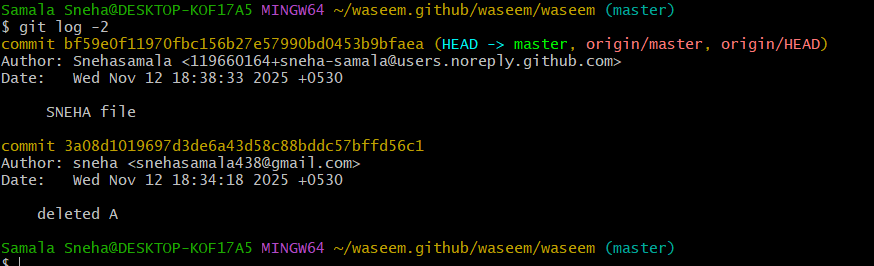 Samala Sneha@DESKTOP-KOF17A5 MINGW64 ~/waseem.github/waseem/waseem (master)
$ git log -2
commit bf59e0f11970fbc156b27e57990bd0453b9bfaea (HEAD -> master, origin/master, origin/HEAD)
Author: Snehasamala <119660164+sneha-samala@users.noreply.github.com>
Date:   Wed Nov 12 18:38:33 2025 +0530
SNEHA file
commit 3a08d1019697d3de6a43d58c88bddc57bffd56c1
Author: sneha <snehasamala438@gmail.com>
Date:   Wed Nov 12 18:34:18 2025 +0530
deleted A
Samala Sneha@DESKTOP-KOF17A5 MINGW64 ~/waseem.github/waseem/waseem (master)
$